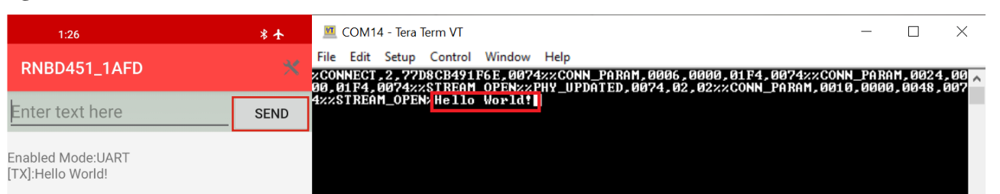 1:26
RNBD451_1AFD
Enter text here
SEND
Enabled Mode:UART
[TX]:Hello World!
COM14 - Tera Term VT
File Edit Setup Control Window Help
%CONNECT,2,77D8CB491F6E,0074%%CONN_PARAM,0006,0000,01F4,0074%%CONN_PARAM,0024,00
00,01F4,0074%%STREAM_OPEN%%PHY_UPDATED,0074,02,02%%CONN_PARAM,0010,0000,0048,007
4%%STREAM_OPEN%Hello World!